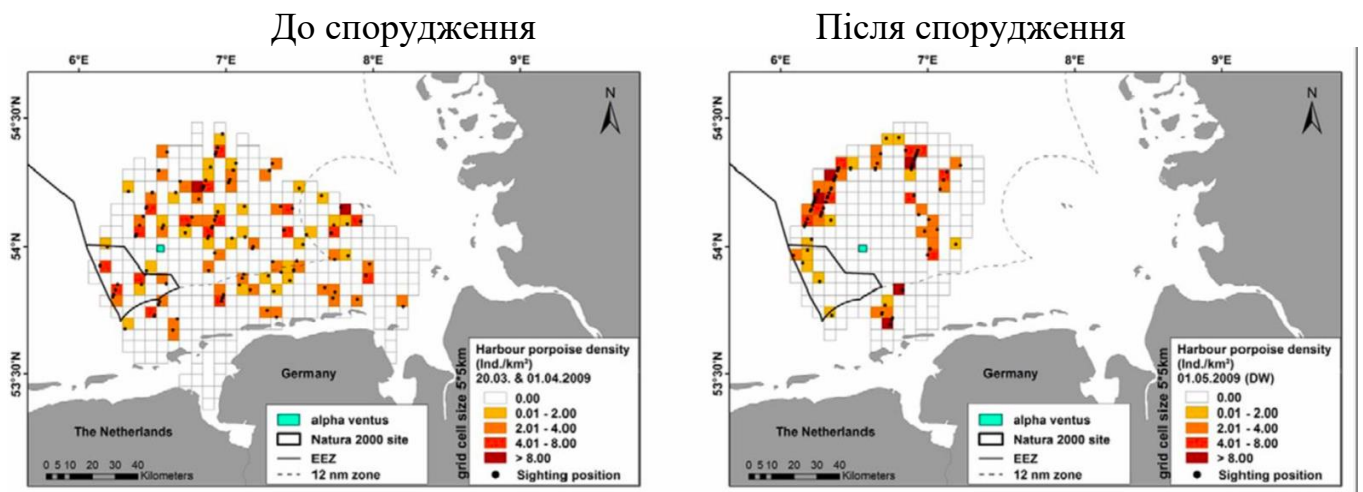 До спорудження
Після спорудження
6°E 7°E 8°E 9°E
54°30'N
54°N
53°30'N
N
Germany
The Netherlands
0 5 10 20 30 40
Kilometers
alpha ventus
Natura 2000 site
EEZ
12 nm zone
grid cell size 5*5km
Harbour porpoise density
(Ind./km²)
20.03. & 01.04.2009
0.00
0.01 - 2.00
2.01 - 4.00
4.01 - 8.00
> 8.00
Sighting position
6°E 7°E 8°E 9°E
54°30'N
54°N
53°30'N
N
Germany
The Netherlands
0 5 10 20 30 40
Kilometers
alpha ventus
Natura 2000 site
EEZ
12 nm zone
grid cell size 5*5km
Harbour porpoise density
(Ind./km²)
01.05.2009 (DW)
0.00
0.01 - 2.00
2.01 - 4.00
4.01 - 8.00
> 8.00
Sighting position